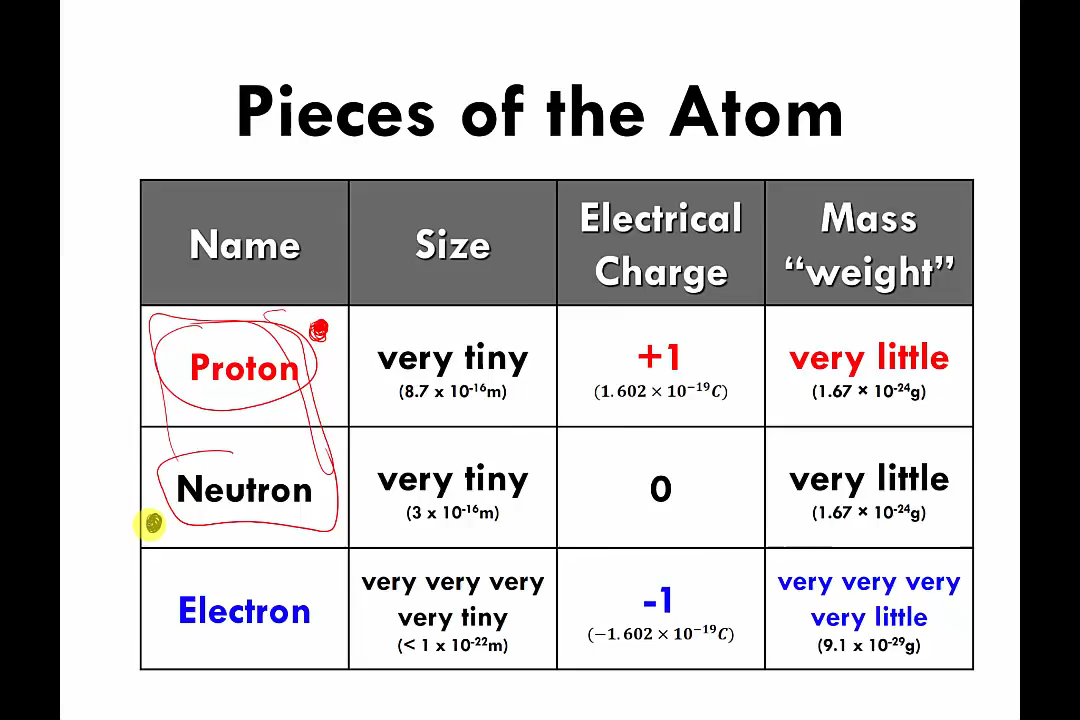 Pieces of the Atom
Name
Size
Electrical
Charge
Mass
“weight”
Proton
very tiny
(8.7 x 10⁻¹⁶m)
+1
(1.602 × 10⁻¹⁹C)
very little
(1.67 × 10⁻²⁴g)
Neutron
very tiny
(3 x 10⁻¹⁶m)
0
very little
(1.67 × 10⁻²⁴g)
Electron
very very very
very tiny
(< 1 x 10⁻²²m)
-1
(−1.602 × 10⁻¹⁹C)
very very very
very little
(9.1 x 10⁻²⁹g)